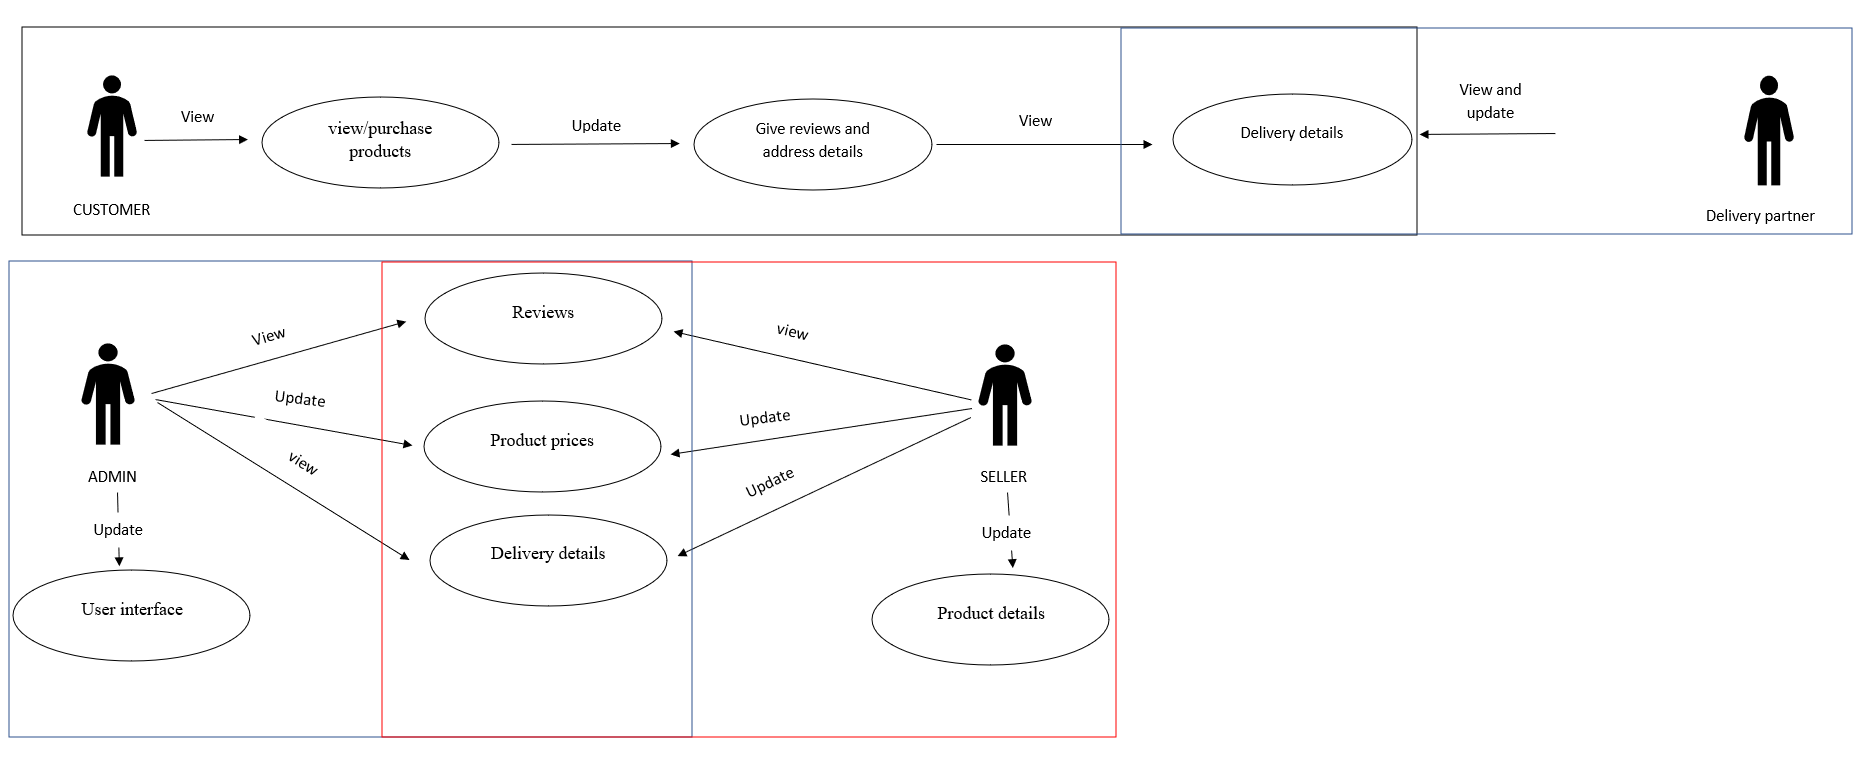 View
view/purchase
products
CUSTOMER
Update
Give reviews and
address details
View
Delivery details
View and
update
Delivery partner
Reviews
View
view
Update
Update
Product prices
view
Update
ADMIN
SELLER
Update
Update
Delivery details
User interface
Product details